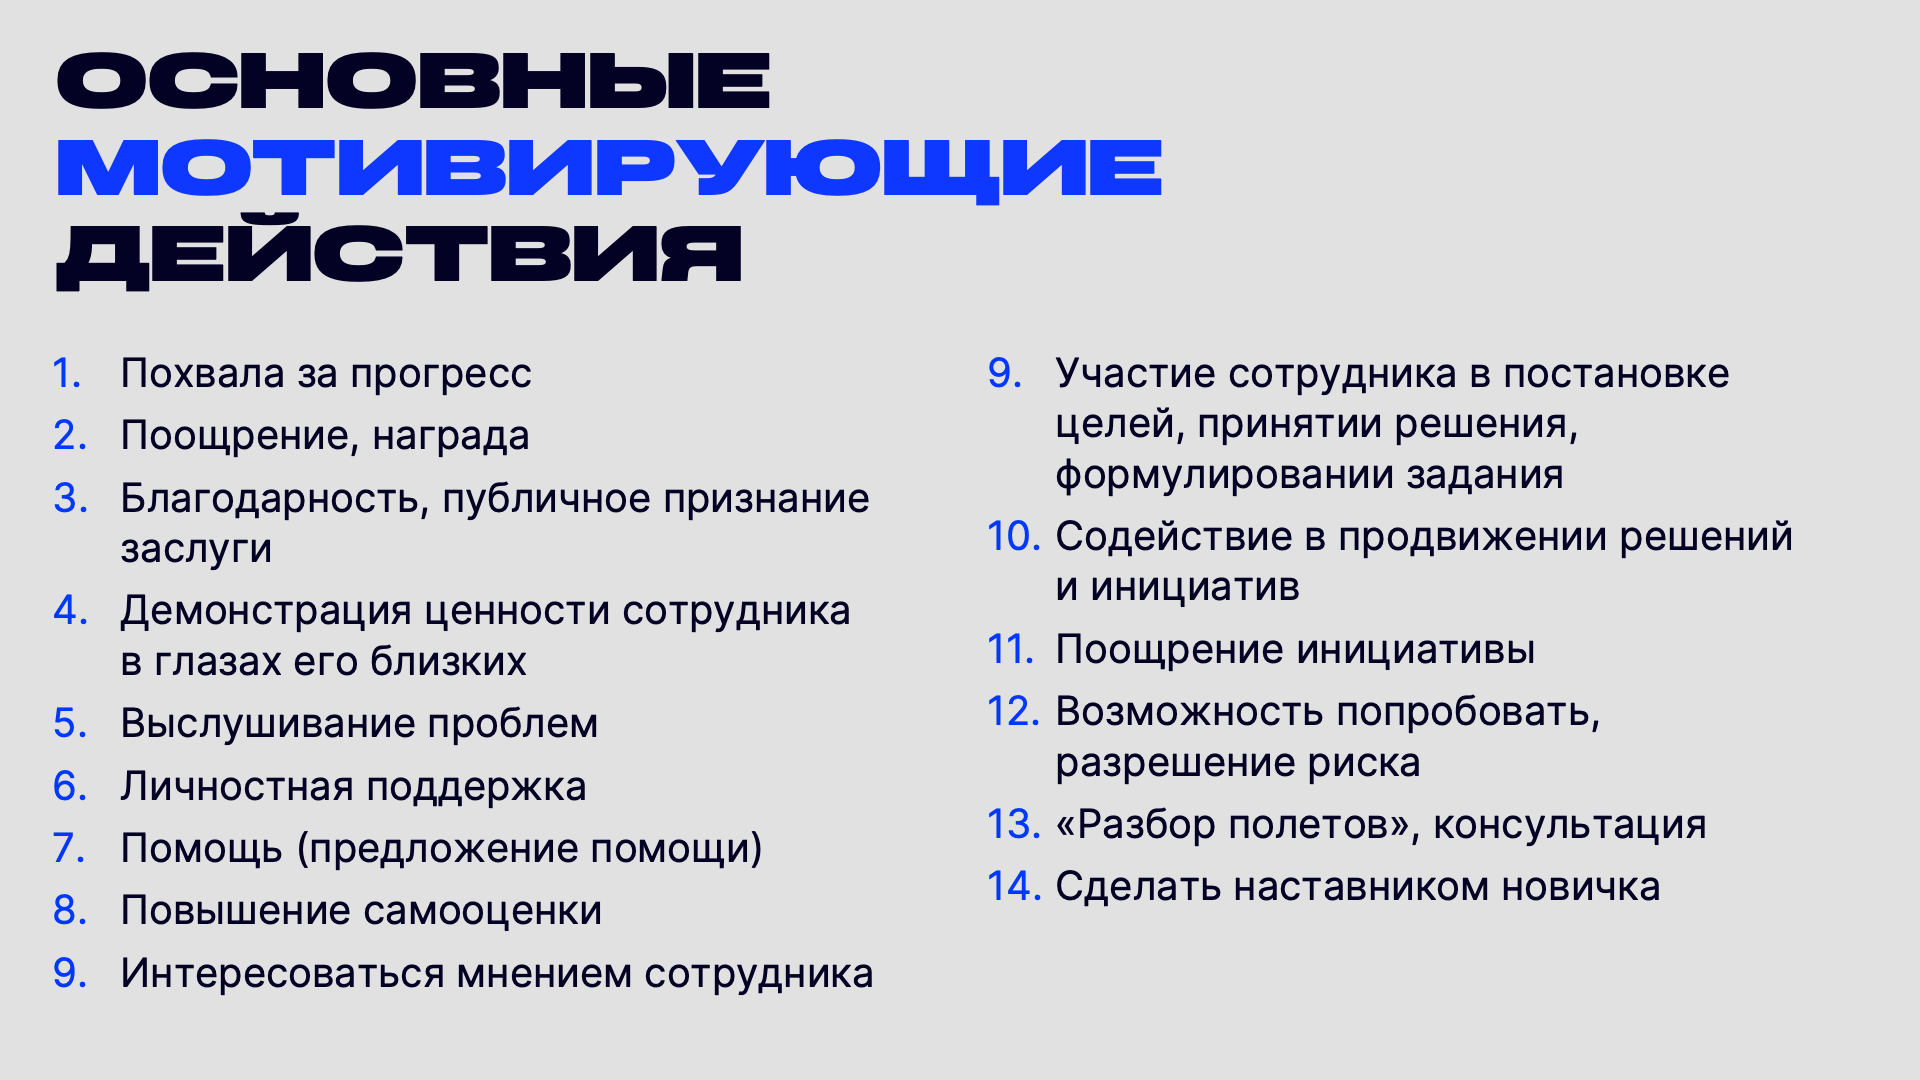 ОСНОВНЫЕ
МОТИВИРУЮЩИЕ
ДЕЙСТВИЯ
1. Похвала за прогресс
2. Поощрение, награда
3. Благодарность, публичное признание
заслуги
4. Демонстрация ценности сотрудника
в глазах его близких
5. Выслушивание проблем
6. Личностная поддержка
7. Помощь (предложение помощи)
8. Повышение самооценки
9. Интересоваться мнением сотрудника
9. Участие сотрудника в постановке
целей, принятии решения,
формулировании задания
10. Содействие в продвижении решений
и инициатив
11. Поощрение инициативы
12. Возможность попробовать,
разрешение риска
13. «Разбор полетов», консультация
14. Сделать наставником новичка